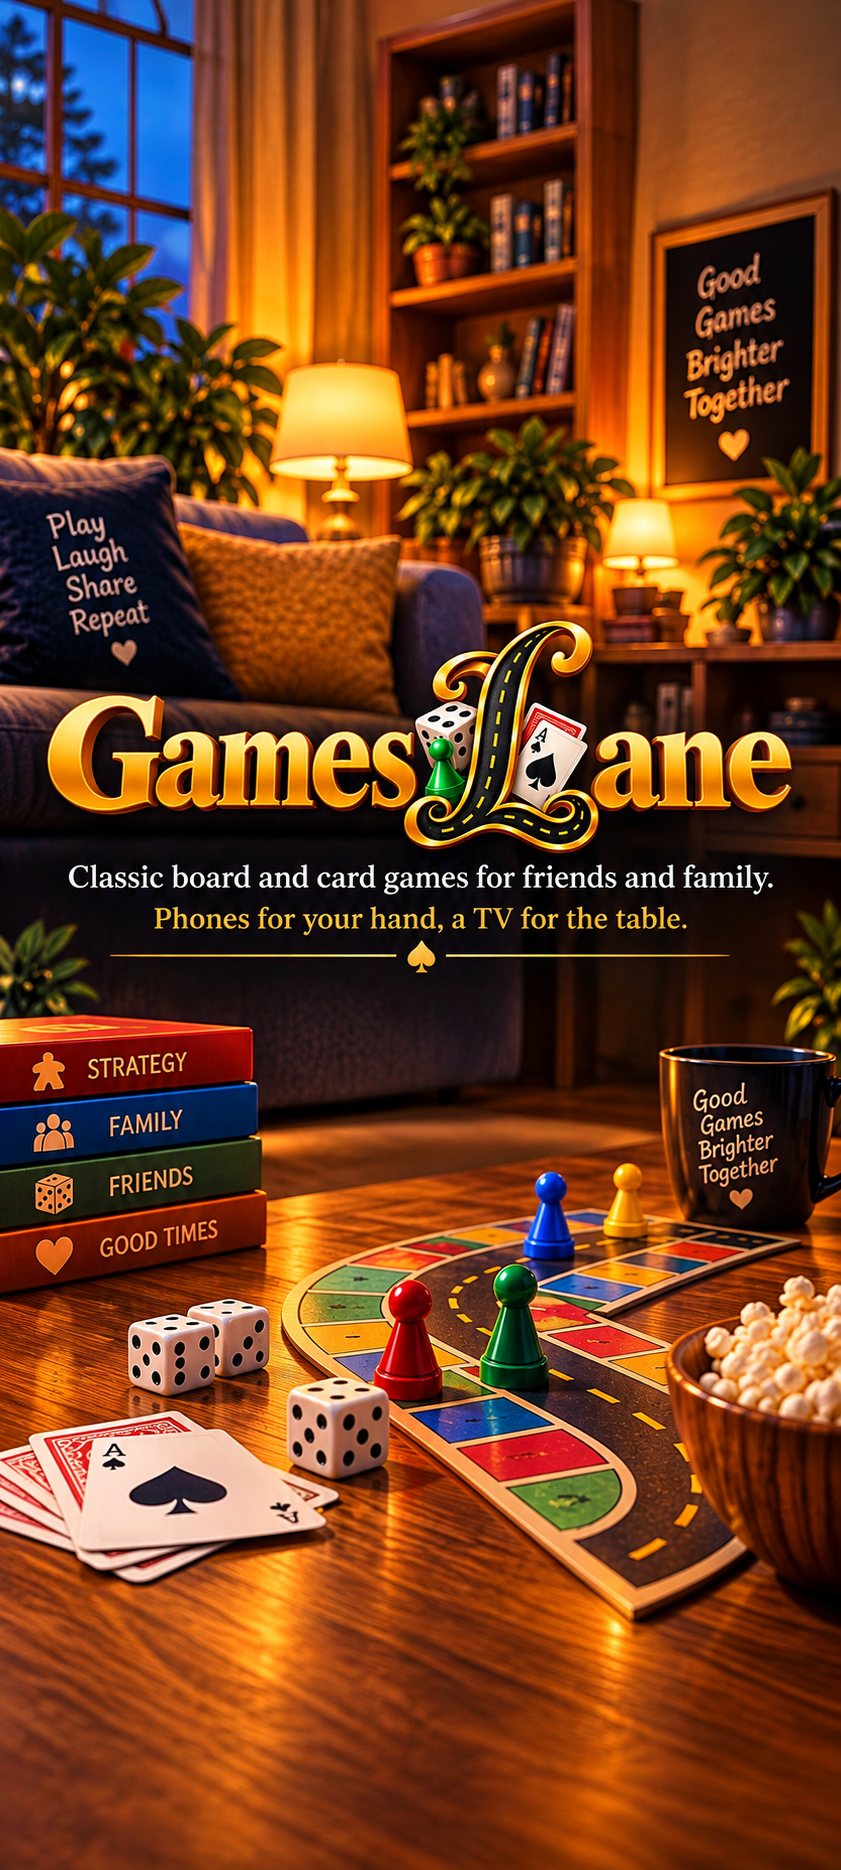 Good
Games
Brighter
Together
Play
Laugh
Share
Repeat
GamesLane
A
Classic board and card games for friends and family.
Phones for your hand, a TV for the table.
STRATEGY
FAMILY
FRIENDS
GOOD TIMES
Good
Games
Brighter
Together
A
A